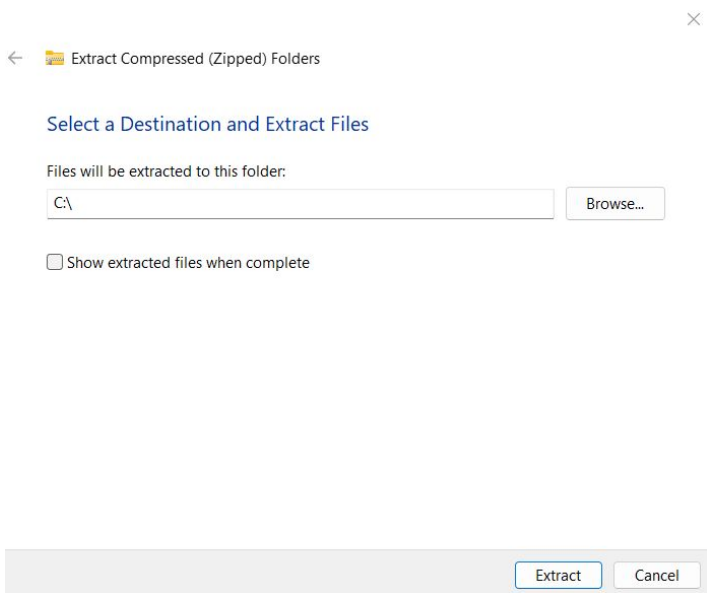 Extract Compressed (Zipped) Folders
Select a Destination and Extract Files
Files will be extracted to this folder:
C:\
Browse...
Show extracted files when complete
Extract
Cancel